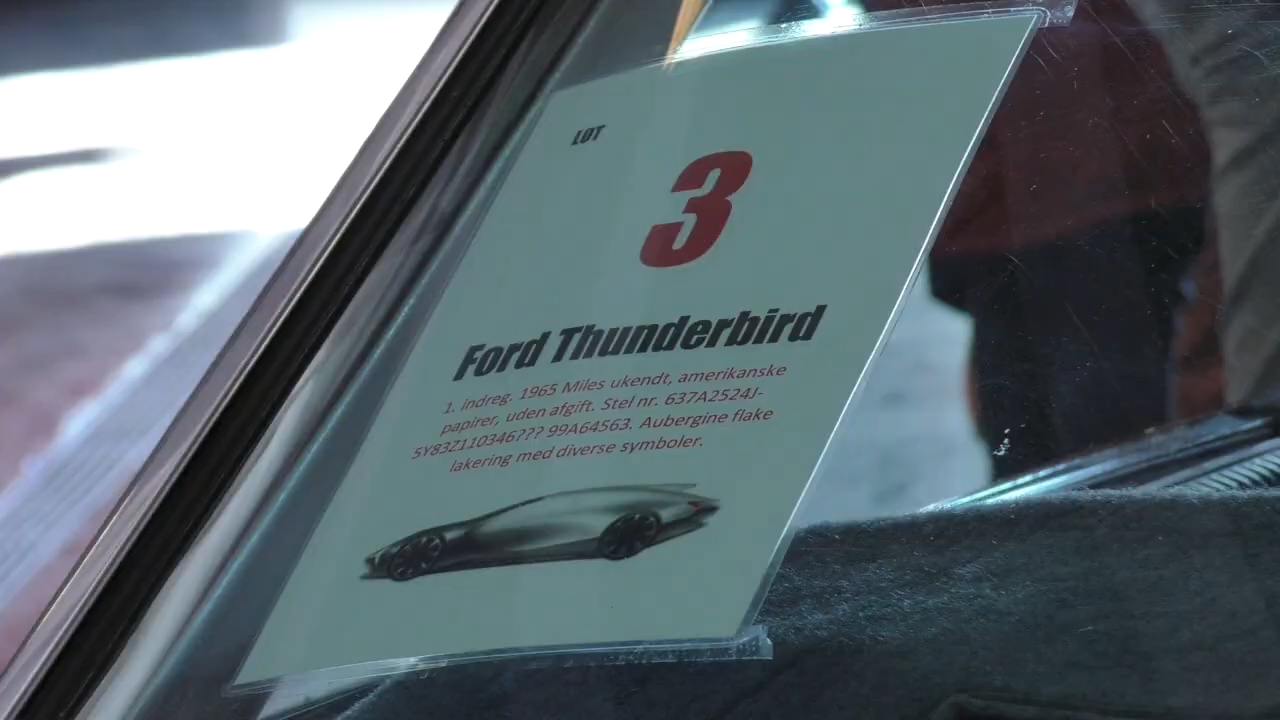 LOT
3
Ford Thunderbird
1. indreg. 1965 Miles ukendt, amerikanske
papirer, uden afgift. Stel nr. 637A2524J-
5Y83Z110346??? 99A64563. Aubergine flake
lakering med diverse symboler.